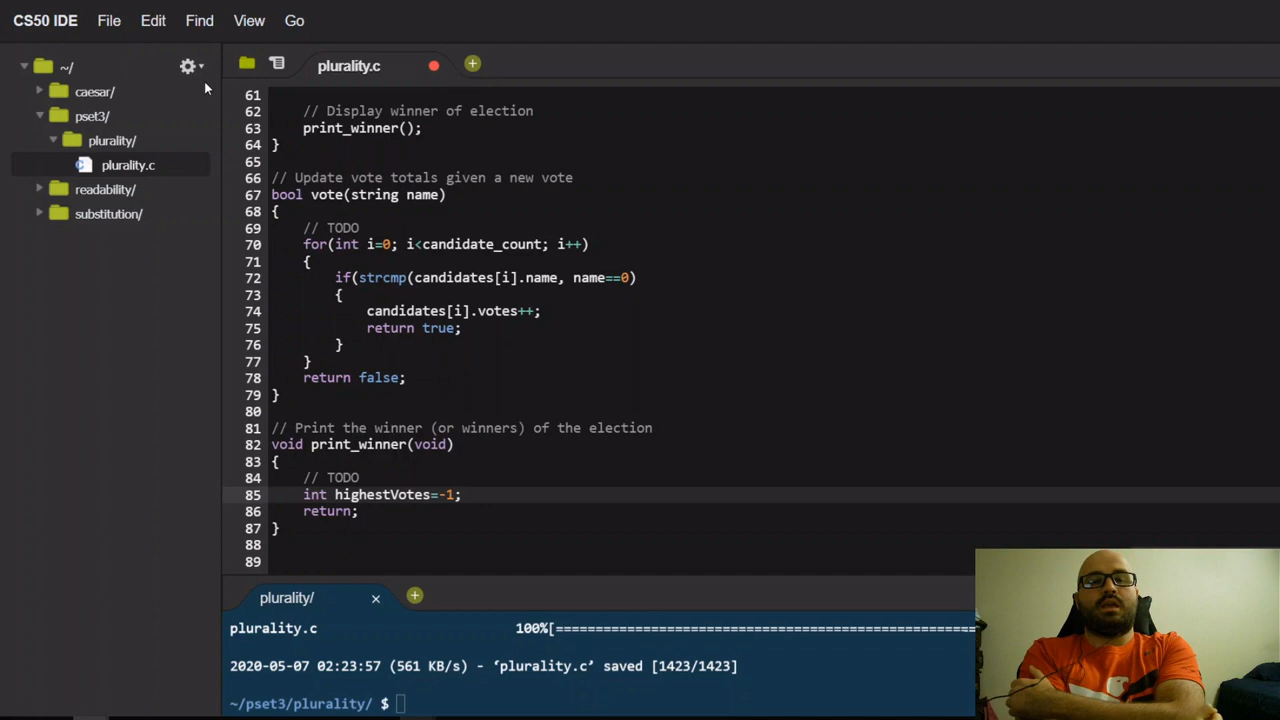 CS50 IDE File Edit Find View Go
~/
caesar/
pset3/
plurality/
plurality.c
readability/
substitution/
plurality.c
61
62 // Display winner of election
63 print_winner();
64 }
65
66 // Update vote totals given a new vote
67 bool vote(string name)
68 {
69 // TODO
70 for(int i=0; i<candidate_count; i++)
71 {
72 if(strcmp(candidates[i].name, name==0)
73 {
74 candidates[i].votes++;
75 return true;
76 }
77 }
78 return false;
79 }
80
81 // Print the winner (or winners) of the election
82 void print_winner(void)
83 {
84 // TODO
85 int highestVotes=-1;
86 return;
87 }
88
89
plurality/
plurality.c 100%[=====================================================
2020-05-07 02:23:57 (561 KB/s) - ‘plurality.c’ saved [1423/1423]
~/pset3/plurality/ $